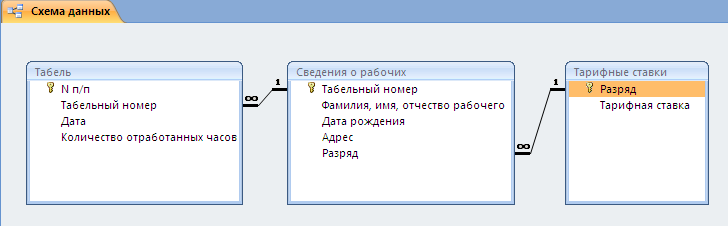 Схема данных
Табель
N п/п
Табельный номер
Дата
Количество отработанных часов
∞
1
Сведения о рабочих
Табельный номер
Фамилия, имя, отчество рабочего
Дата рождения
Адрес
Разряд
∞
1
Тарифные ставки
Разряд
Тарифная ставка